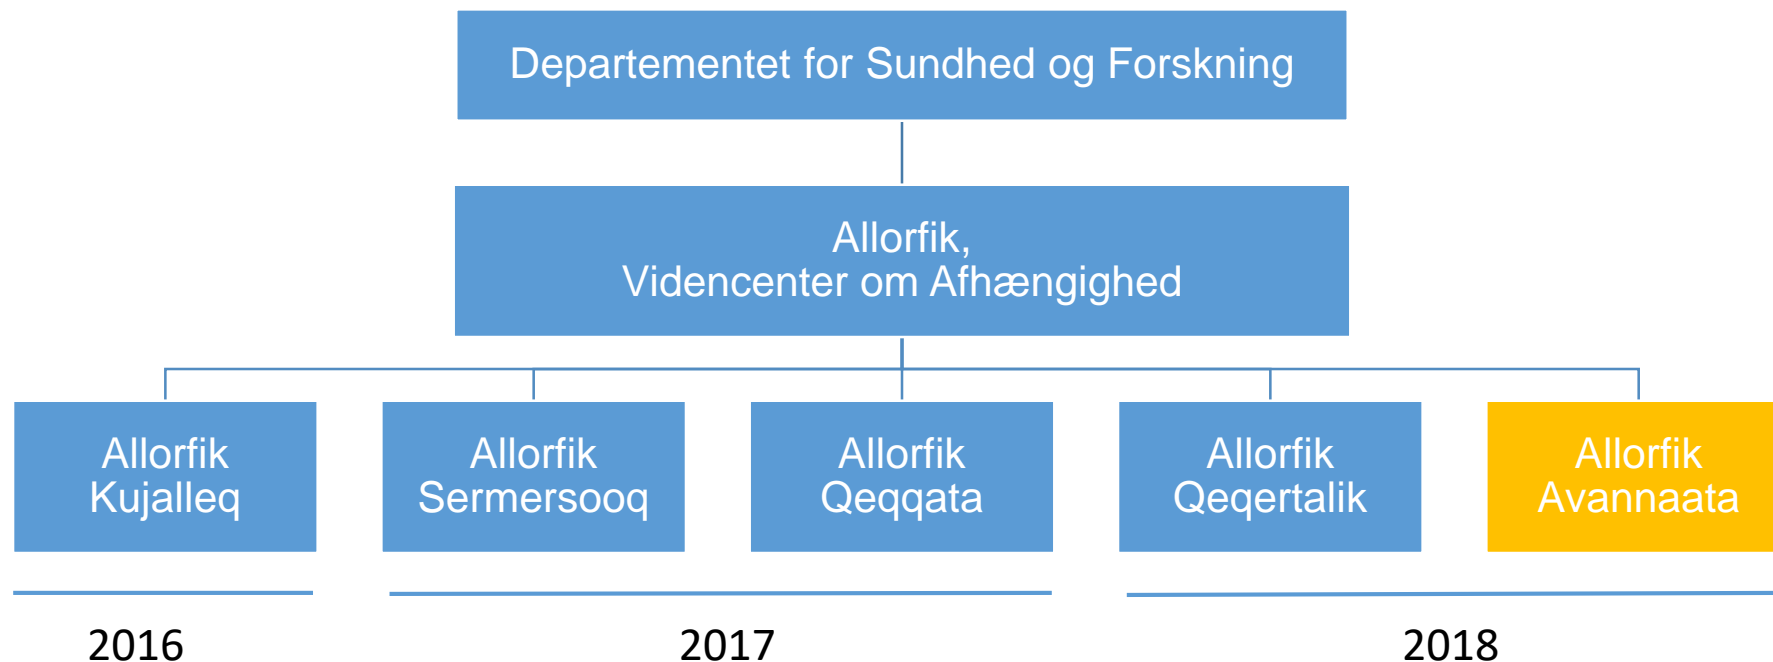 Departementet for Sundhed og Forskning
Allorfik,
Videncenter om Afhængighed
Allorfik
Kujalleq
Allorfik
Sermersooq
Allorfik
Qeqqata
Allorfik
Qeqertalik
Allorfik
Avannaata
2016
2017
2018